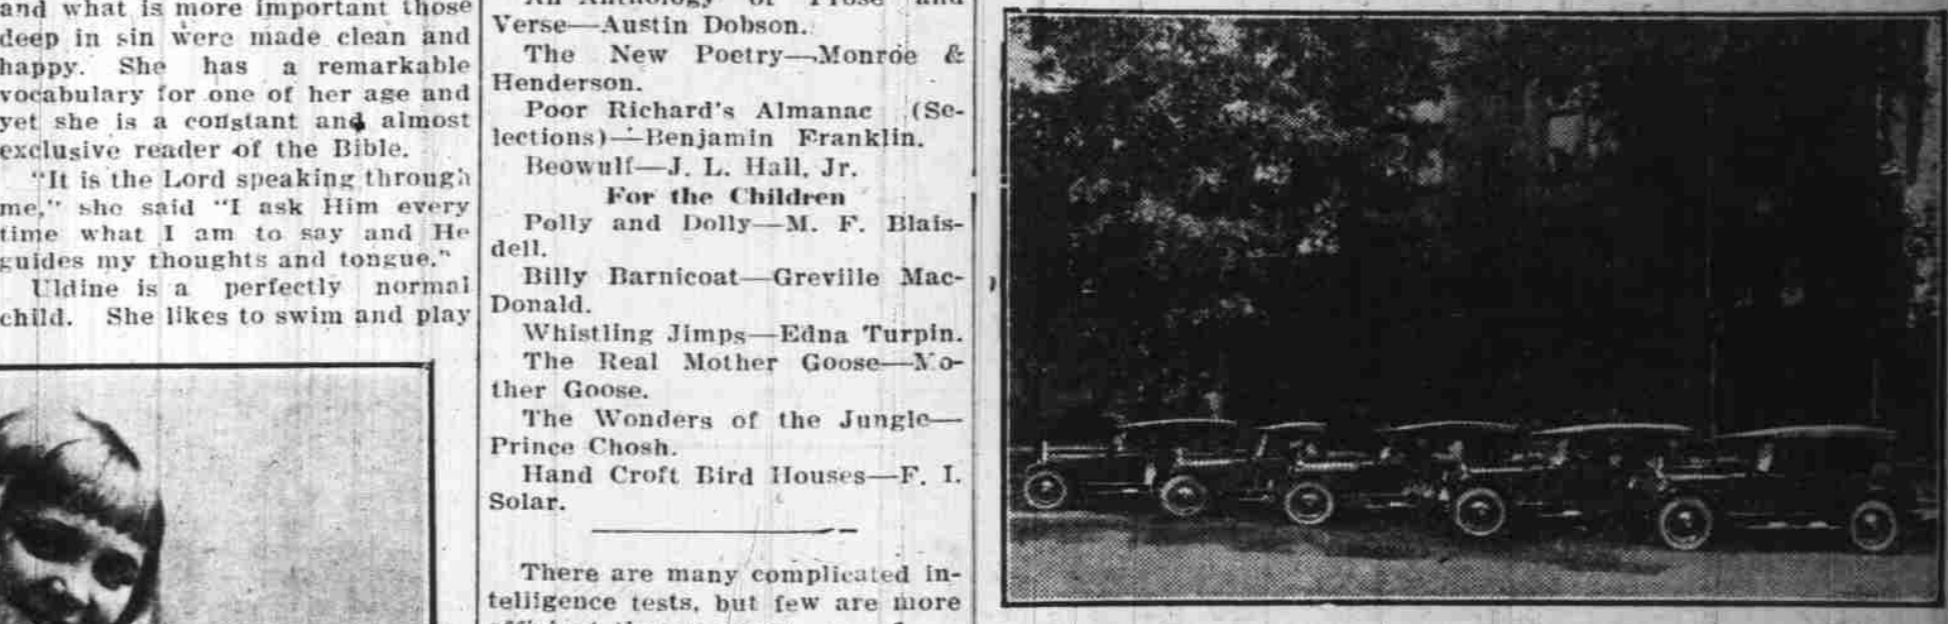 and what is more important those
deep in sin were made clean and
happy. She has a remarkable
vocabulary for one of her age and
yet she is a constant and almost
exclusive reader of the Bible.
"It is the Lord speaking through
me," she said "I ask Him every
time what I am to say and He
guides my thoughts and tongue."
Uldine is a perfectly normal
child. She likes to swim and play
An Anthology of Prose and
Verse—Austin Dobson.
The New Poetry—Monroe &
Henderson.
Poor Richard's Almanac (Se-
lections)—Benjamin Franklin.
Beowulf—J. L. Hall, Jr.
For the Children
Polly and Dolly—M. F. Blais-
dell.
Billy Barnicoat—Greville Mac-
Donald.
Whistling Jimps—Edna Turpin.
The Real Mother Goose—Mo-
ther Goose.
The Wonders of the Jungle—
Prince Chosh.
Hand Croft Bird Houses—F. I.
Solar.
There are many complicated in-
telligence tests, but few are more